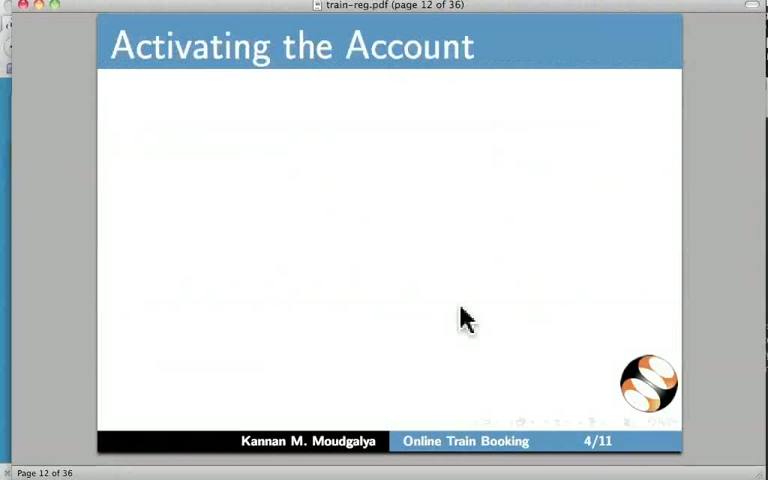 train-reg.pdf (page 12 of 36)
Activating the Account
Kannan M. Moudgalya Online Train Booking 4/11
Page 12 of 36